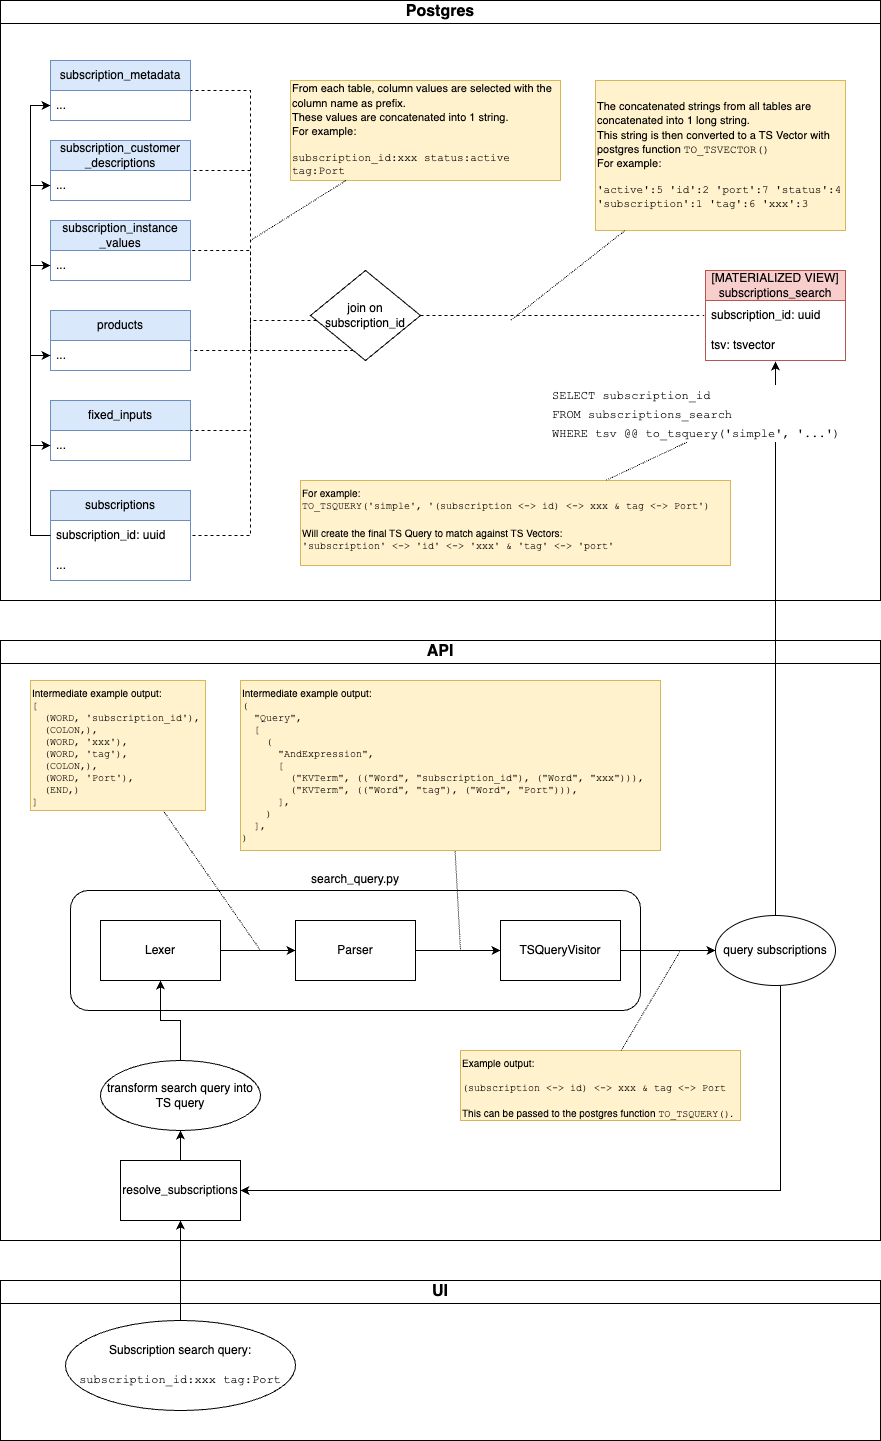 Postgres
subscription_metadata
...
subscription_customer
_descriptions
...
subscription_instance
_values
...
products
...
fixed_inputs
...
subscriptions
subscription_id: uuid
...
From each table, column values are selected with the
column name as prefix.
These values are concatenated into 1 string.
For example:
subscription_id:xxx status:active
tag:Port
The concatenated strings from all tables are
concatenated into 1 long string.
This string is then converted to a TS Vector with
postgres function TO_TSVECTOR()
For example:
'active':5 'id':2 'port':7 'status':4
'subscription':1 'tag':6 'xxx':3
join on
subscription_id
[MATERIALIZED VIEW]
subscriptions_search
subscription_id: uuid
tsv: tsvector
SELECT subscription_id
FROM subscriptions_search
WHERE tsv @@ to_tsquery('simple', '...')
For example:
TO_TSQUERY('simple', '(subscription <-> id) <-> xxx & tag <-> Port')
Will create the final TS Query to match against TS Vectors:
'subscription' <-> 'id' <-> 'xxx' & 'tag' <-> 'port'
API
Intermediate example output:
[
(WORD, 'subscription_id'),
(COLON,),
(WORD, 'xxx'),
(WORD, 'tag'),
(COLON,),
(WORD, 'Port'),
(END,)
]
Intermediate example output:
(
"Query",
[
(
"AndExpression",
[
("KVTerm", (("Word", "subscription_id"), ("Word", "xxx"))),
("KVTerm", (("Word", "tag"), ("Word", "Port"))),
],
)
],
)
search_query.py
Lexer
Parser
TSQueryVisitor
query subscriptions
transform search query into
TS query
Example output:
(subscription <-> id) <-> xxx & tag <-> Port
This can be passed to the postgres function TO_TSQUERY().
resolve_subscriptions
UI
Subscription search query:
subscription_id:xxx tag:Port